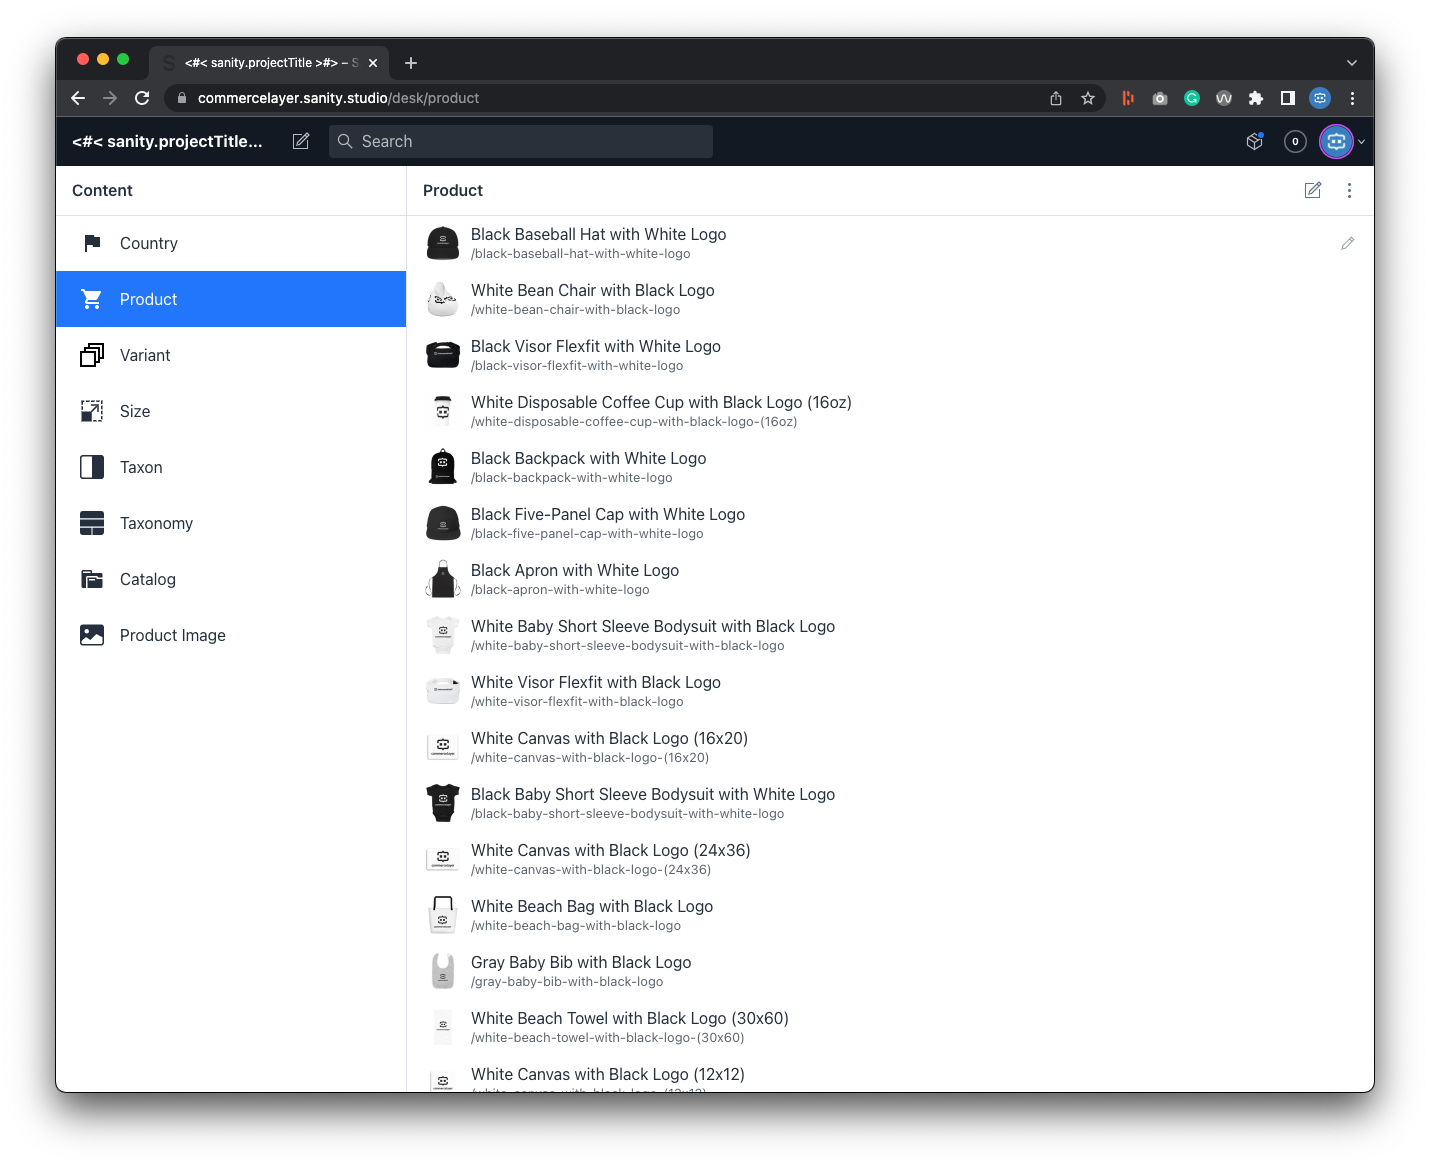 <#< sanity.projectTitle >#> – S
commercelayer.sanity.studio/desk/product
<#< sanity.projectTitle...
Search
0
Content
Product
Country
Product
Variant
Size
Taxon
Taxonomy
Catalog
Product Image
Black Baseball Hat with White Logo
/black-baseball-hat-with-white-logo
White Bean Chair with Black Logo
/white-bean-chair-with-black-logo
Black Visor Flexfit with White Logo
/black-visor-flexfit-with-white-logo
White Disposable Coffee Cup with Black Logo (16oz)
/white-disposable-coffee-cup-with-black-logo-(16oz)
Black Backpack with White Logo
/black-backpack-with-white-logo
Black Five-Panel Cap with White Logo
/black-five-panel-cap-with-white-logo
Black Apron with White Logo
/black-apron-with-white-logo
White Baby Short Sleeve Bodysuit with Black Logo
/white-baby-short-sleeve-bodysuit-with-black-logo
White Visor Flexfit with Black Logo
/white-visor-flexfit-with-black-logo
White Canvas with Black Logo (16x20)
/white-canvas-with-black-logo-(16x20)
Black Baby Short Sleeve Bodysuit with White Logo
/black-baby-short-sleeve-bodysuit-with-white-logo
White Canvas with Black Logo (24x36)
/white-canvas-with-black-logo-(24x36)
White Beach Bag with Black Logo
/white-beach-bag-with-black-logo
Gray Baby Bib with Black Logo
/gray-baby-bib-with-black-logo
White Beach Towel with Black Logo (30x60)
/white-beach-towel-with-black-logo-(30x60)
White Canvas with Black Logo (12x12)
/white-canvas-with-black-logo-(12x12)